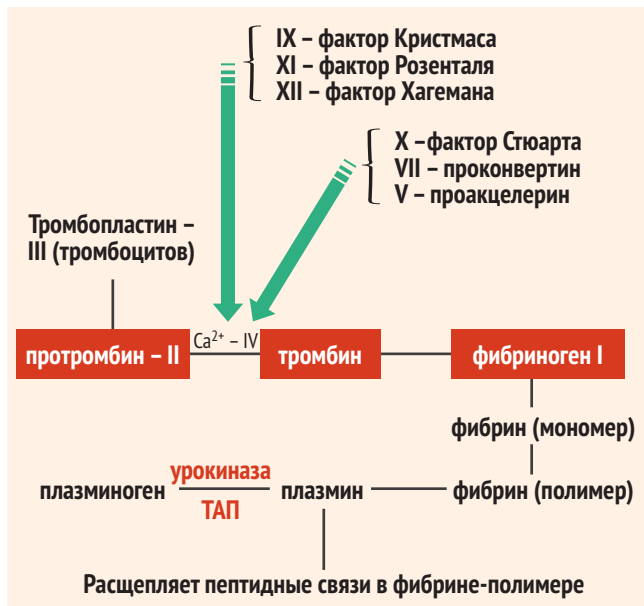 IX – фактор Кристмаса
XI – фактор Розенталя
XII – фактор Хагемана
X –фактор Стюарта
VII – проконвертин
V – проакцелерин
Тромбопластин –
III (тромбоцитов)
протромбин – II
Ca²⁺ – IV
тромбин
фибриноген I
фибрин (мономер)
плазминоген
урокиназа
ТАП
плазмин
фибрин (полимер)
Расщепляет пептидные связи в фибрине-полимере